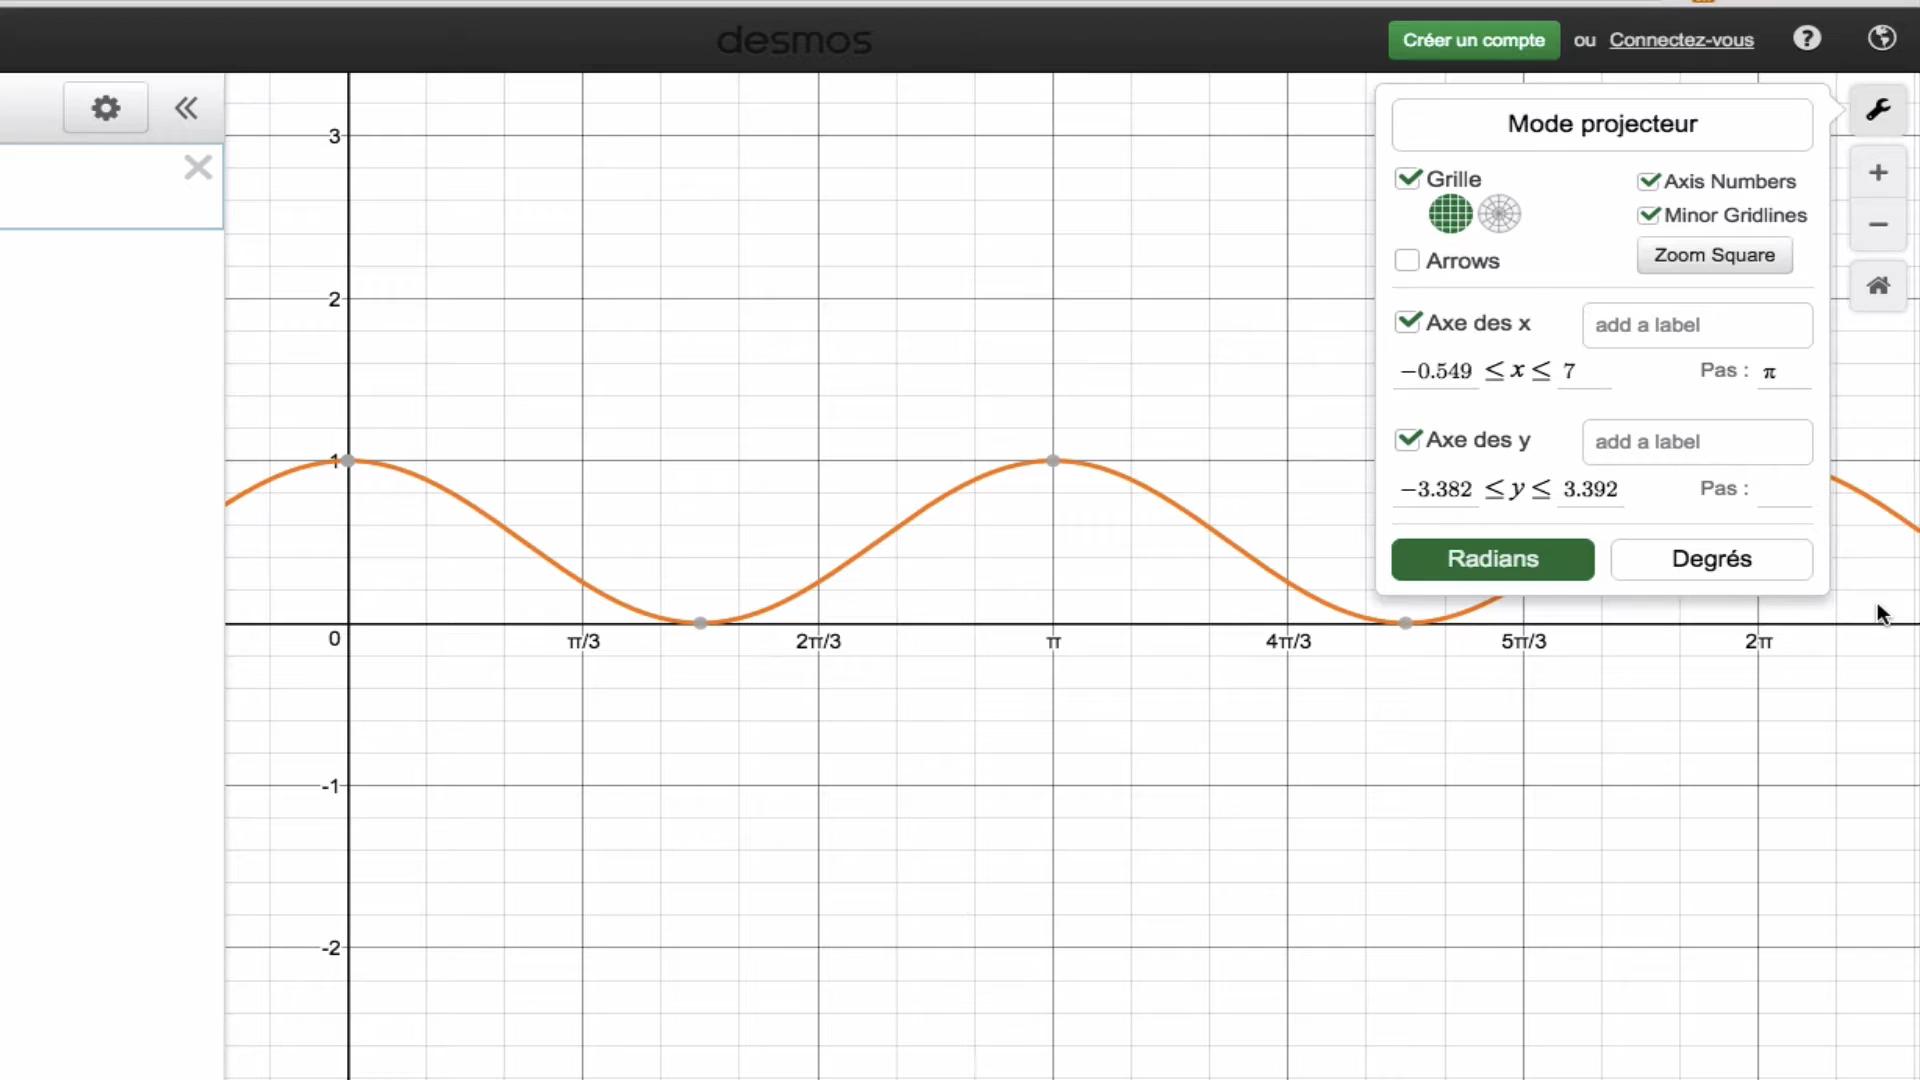 desmos
Créer un compte ou Connectez-vous
Mode projecteur
Grille
Axis Numbers
Minor Gridlines
Arrows
Zoom Square
Axe des x
add a label
−0.549 ≤ x ≤ 7
Pas : π
Axe des y
add a label
−3.382 ≤ y ≤ 3.392
Pas :
Radians
Degrés
3
2
1
0
π/3
2π/3
π
4π/3
5π/3
2π
-1
-2